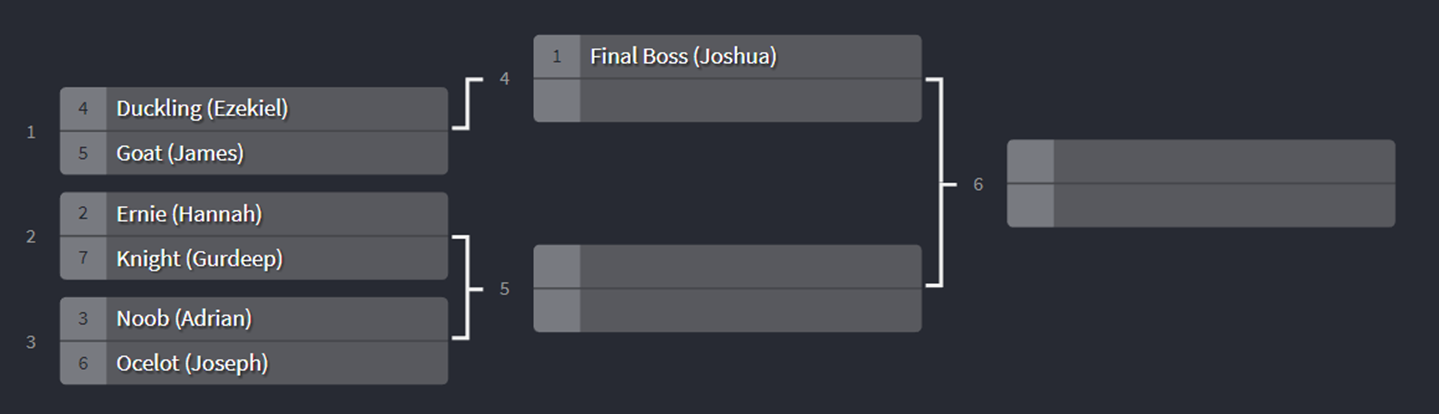 1
4 Duckling (Ezekiel)
5 Goat (James)
2
2 Ernie (Hannah)
7 Knight (Gurdeep)
3
3 Noob (Adrian)
6 Ocelot (Joseph)
4
1 Final Boss (Joshua)
5
6